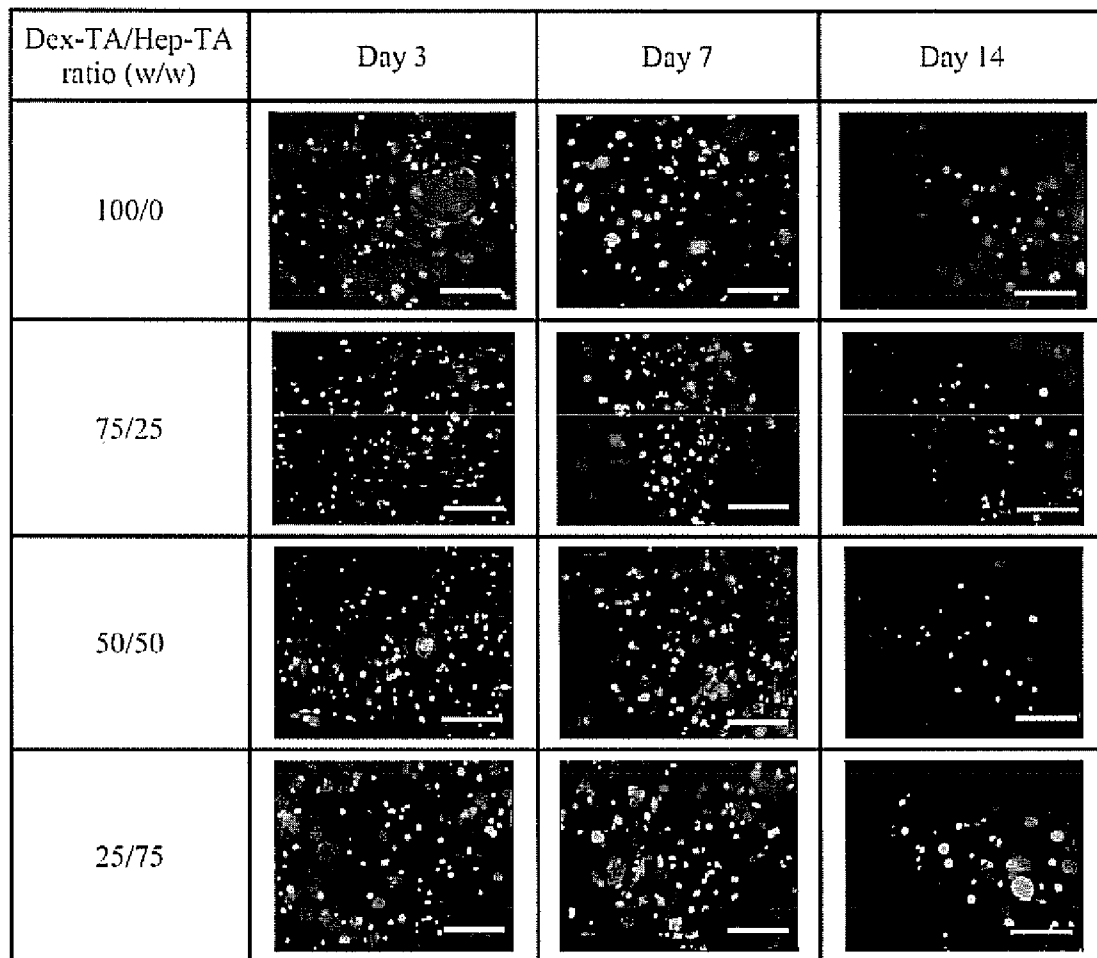 Dex-TA/Hep-TA
ratio (w/w)
Day 3
Day 7
Day 14
100/0
75/25
50/50
25/75